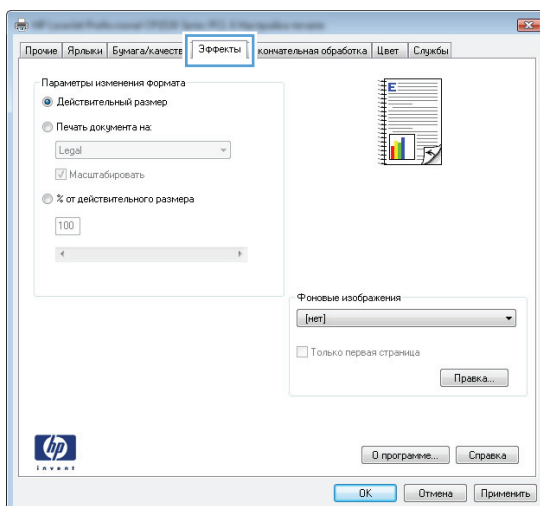 Прочие Ярлыки Бумага/качеств Эффекты кончательная обработка Цвет Службы
Параметры изменения формата
Действительный размер
Печать документа на:
Legal
Масштабировать
% от действительного размера
100
E
Фоновые изображения
[нет]
Только первая страница
Правка...
hp
invent
О программе... Справка
OK Отмена Применить